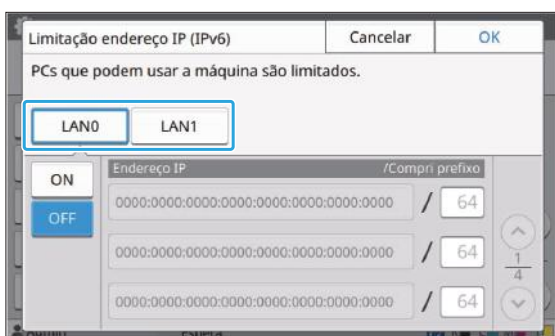 Limitação endereço IP (IPv6) Cancelar OK
PCs que podem usar a máquina são limitados.
LAN0 LAN1
Endereço IP /Compri prefixo
ON
0000:0000:0000:0000:0000:0000:0000:0000 / 64
OFF
0000:0000:0000:0000:0000:0000:0000:0000 / 64
1
4
0000:0000:0000:0000:0000:0000:0000:0000 / 64